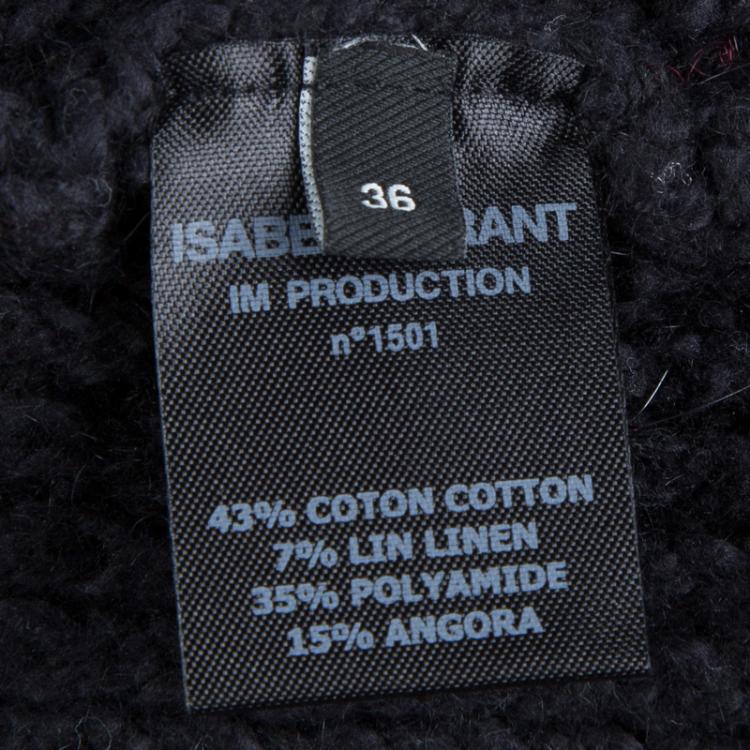 36
ISABE RANT
IM PRODUCTION
n°1501
43% COTON COTTON
7% LIN LINEN
35% POLYAMIDE
15% ANGORA